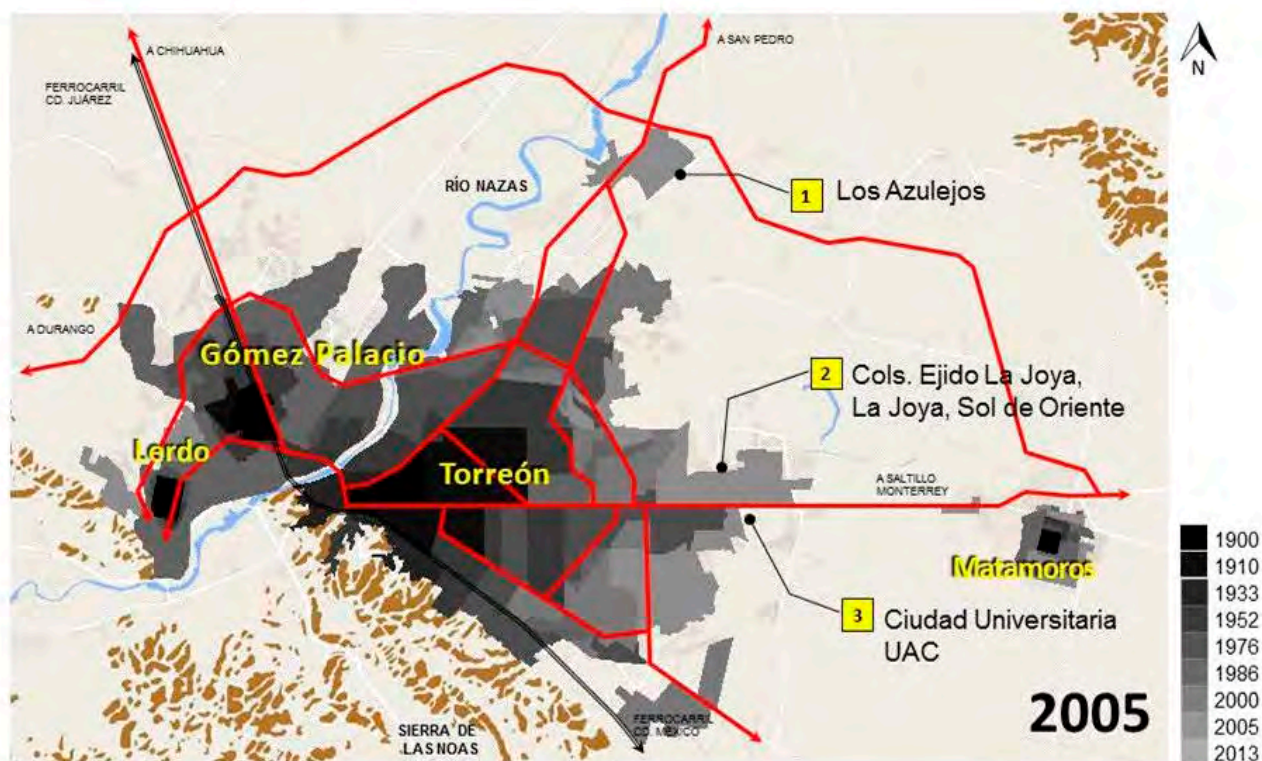 A CHIHUAHUA
A SAN PEDRO
N
FERROCARRIL
CD. JUÁREZ
RÍO NAZAS
1 Los Azulejos
A DURANGO
Gómez Palacio
2 Cols. Ejido La Joya,
La Joya, Sol de Oriente
Lerdo
Torreón
A SALTILLO
MONTERREY
Matamoros
3 Ciudad Universitaria
UAC
2005
FERROCARRIL
CD. MÉXICO
SIERRA DE
LAS NOAS
1900
1910
1933
1952
1976
1986
2000
2005
2013